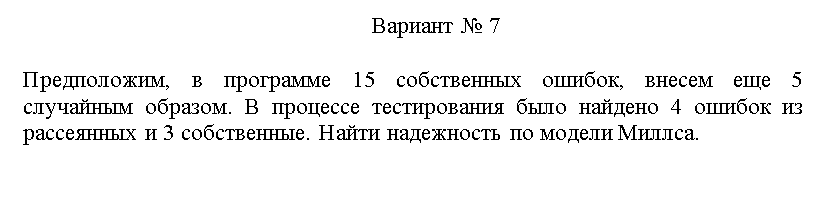 Вариант № 7
Предположим, в программе 15 собственных ошибок, внесем еще 5
случайным образом. В процессе тестирования было найдено 4 ошибок из
рассеянных и 3 собственные. Найти надежность по модели Миллса.